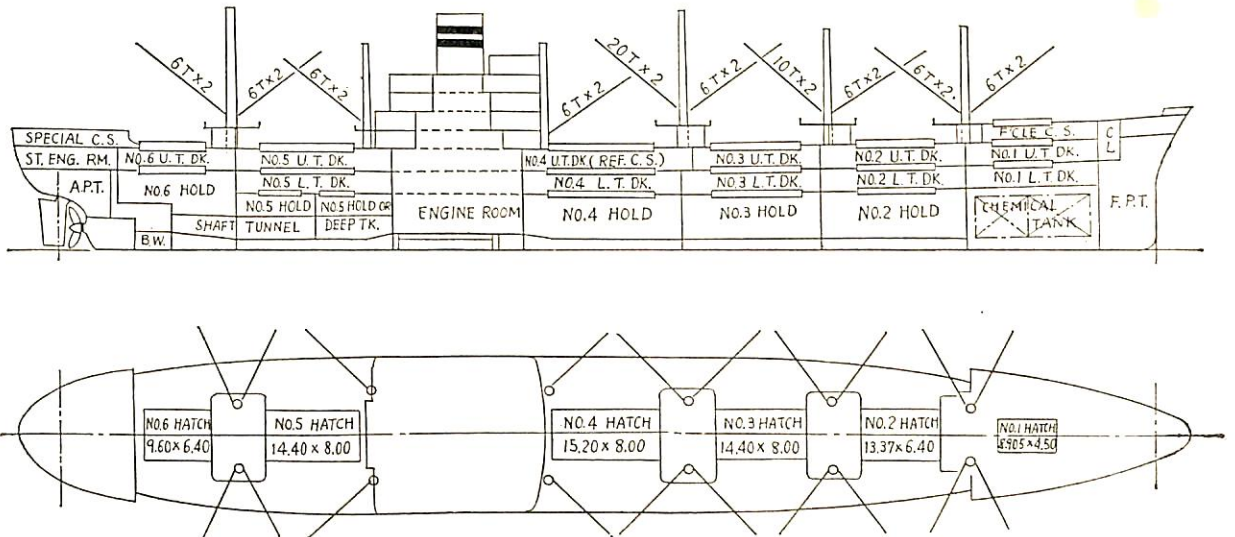 6T×2
6T×2
6T×2
20T×2
6T×2
6T×2
10T×2
6T×2
6T×2
SPECIAL C.S.
F'CLE C.S.
C L
ST. ENG. RM.
NO.6 U.T. DK.
NO.5 U.T. DK.
NO.4 U.T.DK (REF. C.S.)
NO.3 U.T. DK.
NO.2 U.T. DK.
NO.1 U.T. DK.
A.P.T.
NO.6 HOLD
NO.5 L.T. DK.
NO.4 L.T. DK.
NO.3 L.T. DK.
NO.2 L.T. DK.
NO.1 L.T. DK.
NO.5 HOLD
NO.5 HOLD OR
DEEP TK.
ENGINE ROOM
NO.4 HOLD
NO.3 HOLD
NO.2 HOLD
CHEMICAL
TANK
F.P.T.
SHAFT TUNNEL
B.W.
NO.6 HATCH
9.60×6.40
NO.5 HATCH
14.40×8.00
NO.4 HATCH
15.20×8.00
NO.3 HATCH
14.40×8.00
NO.2 HATCH
13.37×6.40
NO.1 HATCH
8.905×4.50